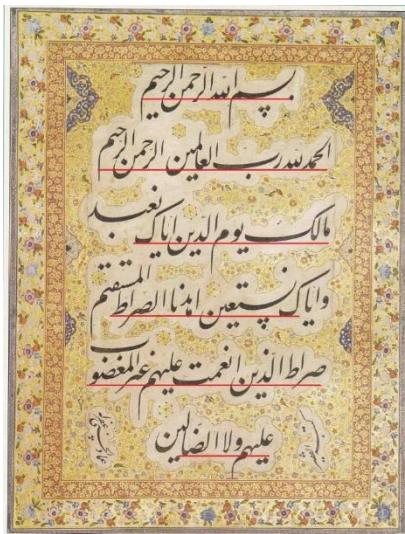 بسم الله الرحمن الرحیم
الحمد لله رب العالمین الرحمن الرحیم
مالک یوم الدین ایاک نعبد
وایاک نستعین اهدنا الصراط المستقیم
صراط الذین انعمت علیهم غیر المغضوب
علیهم ولا الضالین